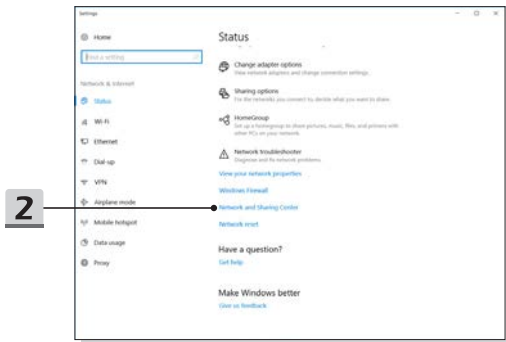 Settings
Home
Find a setting
Network & Internet
Status
Wi-Fi
Ethernet
Dial-up
VPN
Airplane mode
Mobile hotspot
Data usage
Proxy
2
Status
Change adapter options
View network adapters and change connection settings.
Sharing options
For the networks you connect to, decide what you want to share.
HomeGroup
Set up a homegroup to share pictures, music, files, and printers with
other PCs on your network.
Network troubleshooter
Diagnose and fix network problems.
View your network properties
Windows Firewall
Network and Sharing Center
Network reset
Have a question?
Get help
Make Windows better
Give us feedback